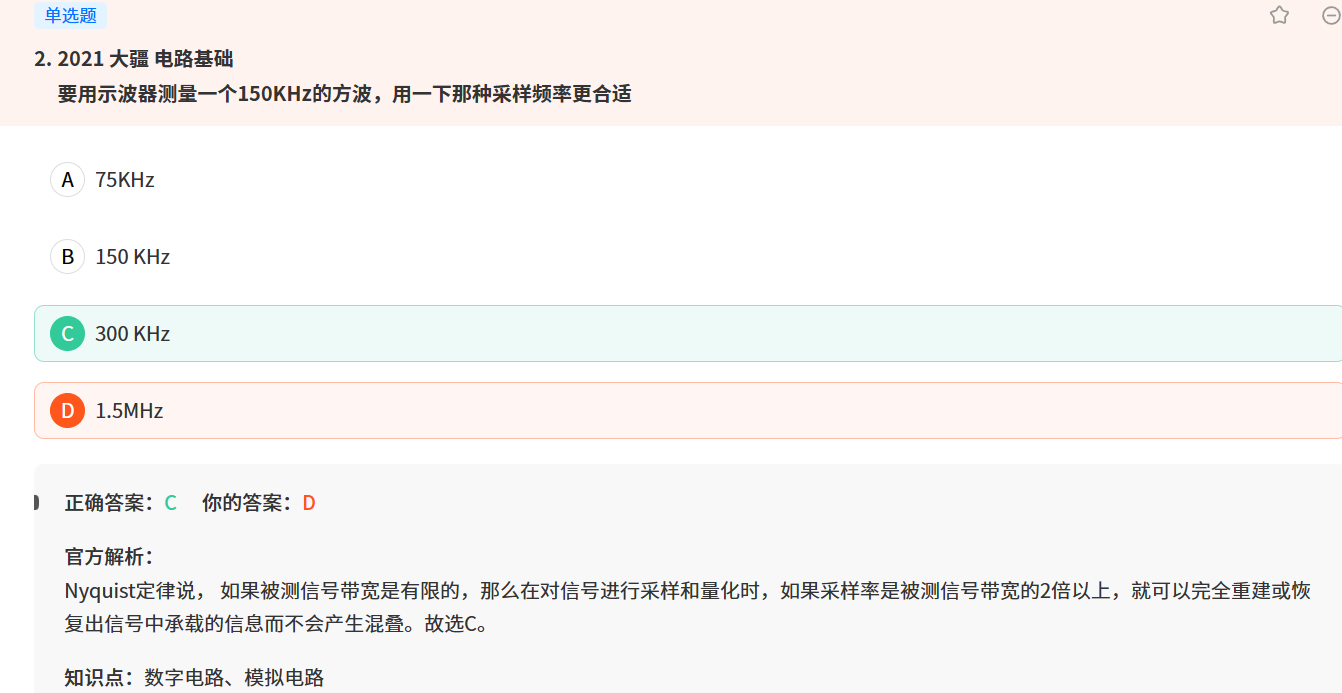 单选题
2. 2021 大疆 电路基础
要用示波器测量一个150KHz的方波，用一下那种采样频率更合适
A 75KHz
B 150 KHz
C 300 KHz
D 1.5MHz
正确答案：C 你的答案：D
官方解析：
Nyquist定律说， 如果被测信号带宽是有限的，那么在对信号进行采样和量化时，如果采样率是被测信号带宽的2倍以上，就可以完全重建或恢
复出信号中承载的信息而不会产生混叠。故选C。
知识点：数字电路、模拟电路